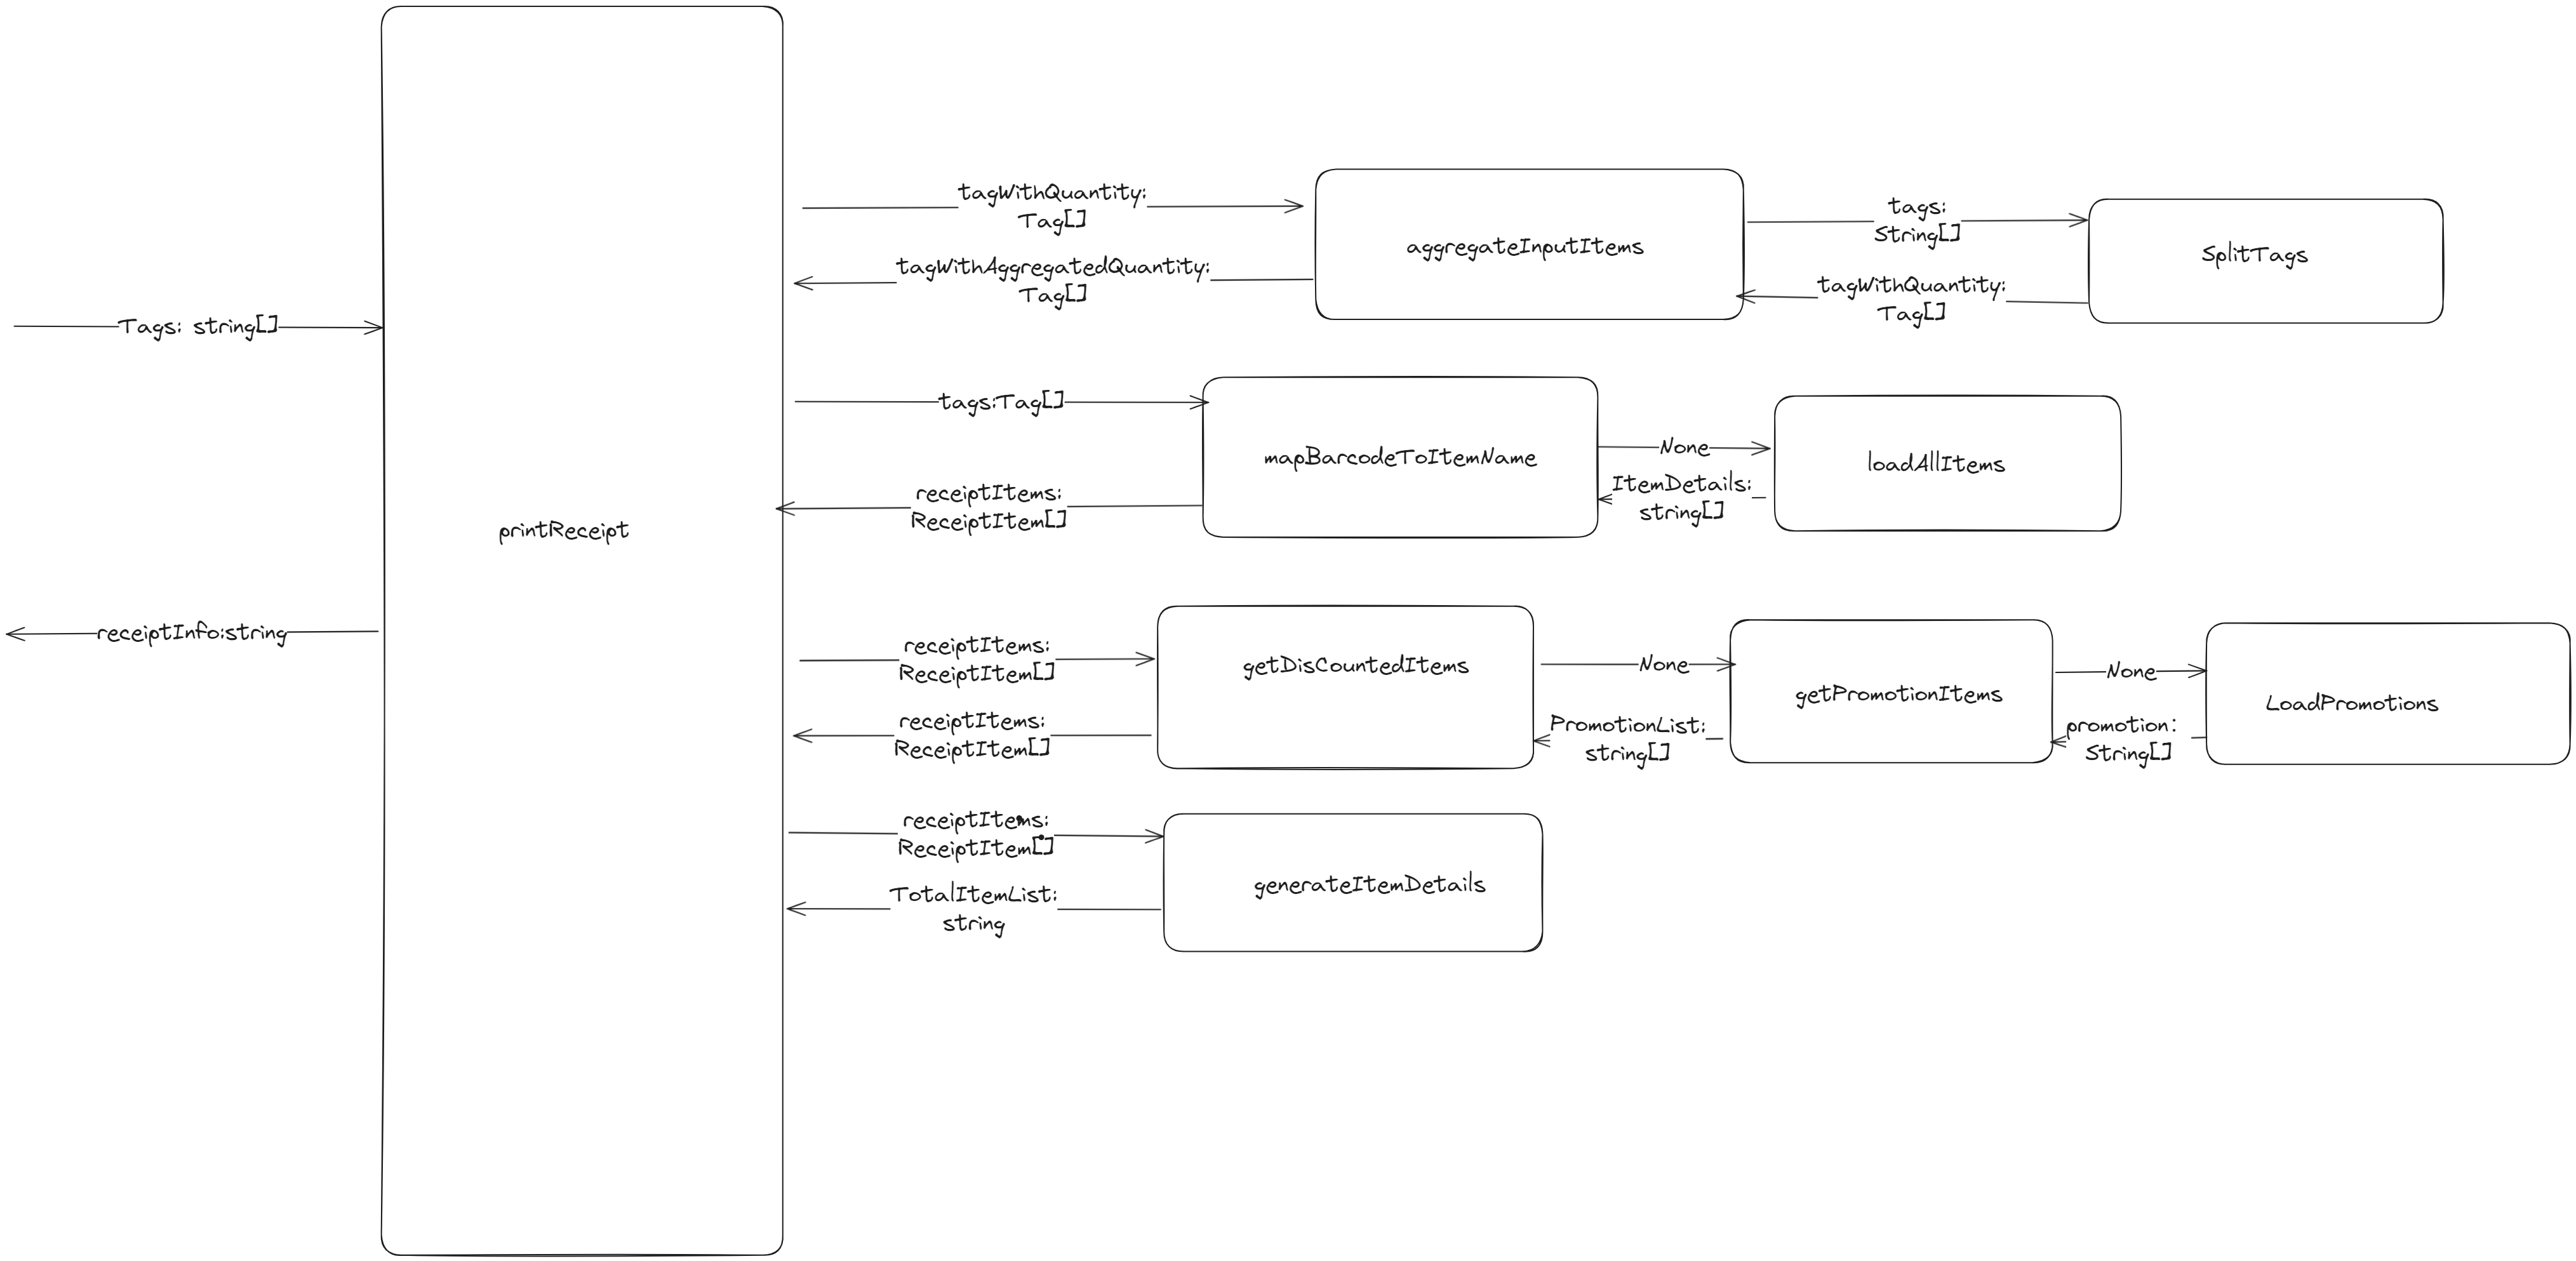 tagWithQuantity:
Tag[]
tags:
String[]
aggregateInputItems
SplitTags
tagWithAggregatedQuantity:
Tag[]
tagWithQuantity:
Tag[]
Tags: string[]
tags:Tag[]
mapBarcodeToItemName
None
loadAllItems
ItemDetails:
string[]
receiptItems:
ReceiptItem[]
printReceipt
receiptInfo:string
receiptItems:
ReceiptItem[]
getDisCountedItems
None
getPromotionItems
None
LoadPromotions
receiptItems:
ReceiptItem[]
PromotionList:
string[]
promotion:
String[]
receiptItems:
ReceiptItem[]
generateItemDetails
TotalItemList:
string